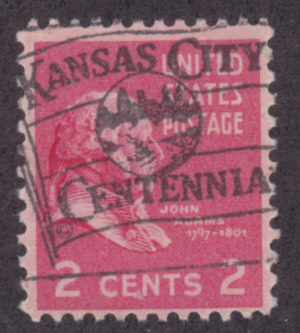 KANSAS CITY
UNITED
STATES
POSTAGE
CENTENNIA
JOHN
ADAMS
1797-1801
©
2 CENTS 2